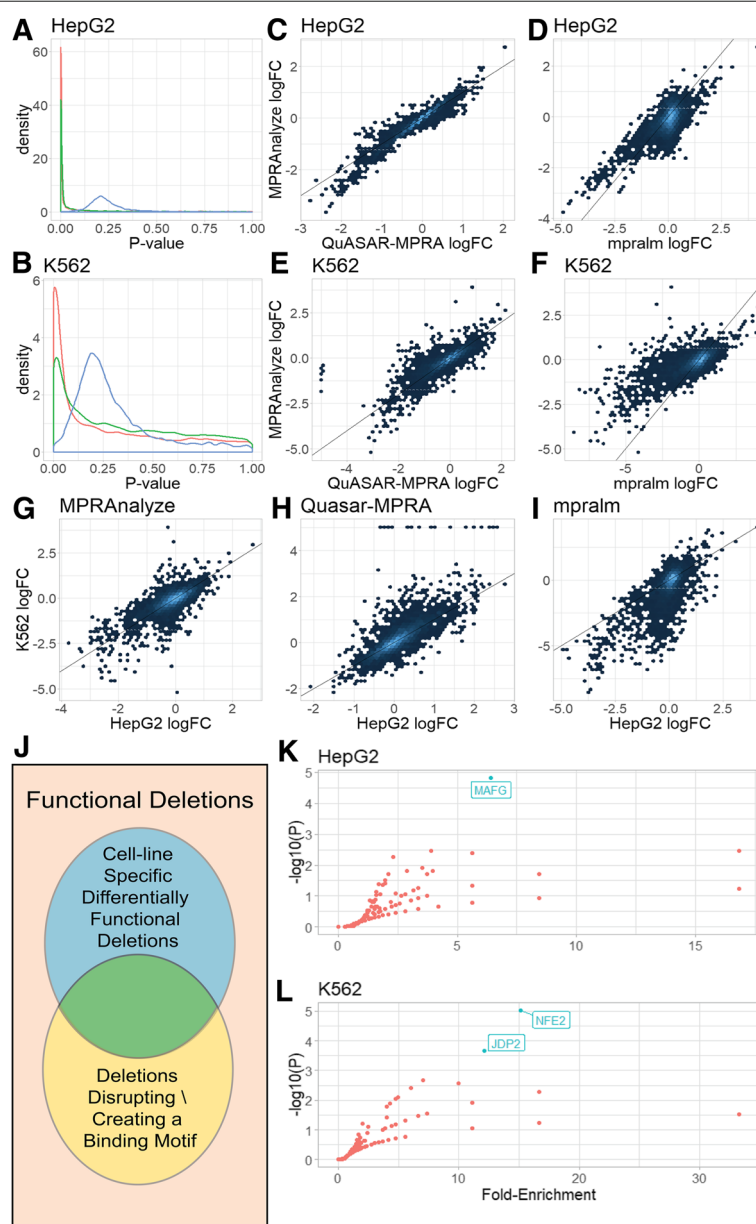 A HepG2
60
40
20
0
density
0.00 0.25 0.50 0.75 1.00
P-value
B K562
6
4
2
0
density
0.00 0.25 0.50 0.75 1.00
P-value
C HepG2
2
0
-2
MPRAnalyze logFC
-3 -2 -1 0 1 2
QuASAR-MPRA logFC
D HepG2
2
0
-2
-4
-5.0 -2.5 0.0 2.5
mpralm logFC
E K562
2.5
0.0
-2.5
-5.0
MPRAnalyze logFC
-4 -2 0 2
QuASAR-MPRA logFC
F K562
2.5
0.0
-2.5
-5.0
-5 0
mpralm logFC
G MPRAnalyze
2.5
0.0
-2.5
-5.0
K562 logFC
-4 -2 0 2
HepG2 logFC
H Quasar-MPRA
4
2
0
-2
-2 -1 0 1 2 3
HepG2 logFC
I mpralm
0
-5
-5.0 -2.5 0.0 2.5
HepG2 logFC
J
Functional Deletions
Cell-line
Specific
Differentially
Functional
Deletions
Deletions
Disrupting \
Creating a
Binding Motif
K HepG2
5
4
3
2
1
0
-log10(P)
MAFG
0 5 10 15
L K562
5
4
3
2
1
0
-log10(P)
NFE2
JDP2
0 10 20 30
Fold-Enrichment